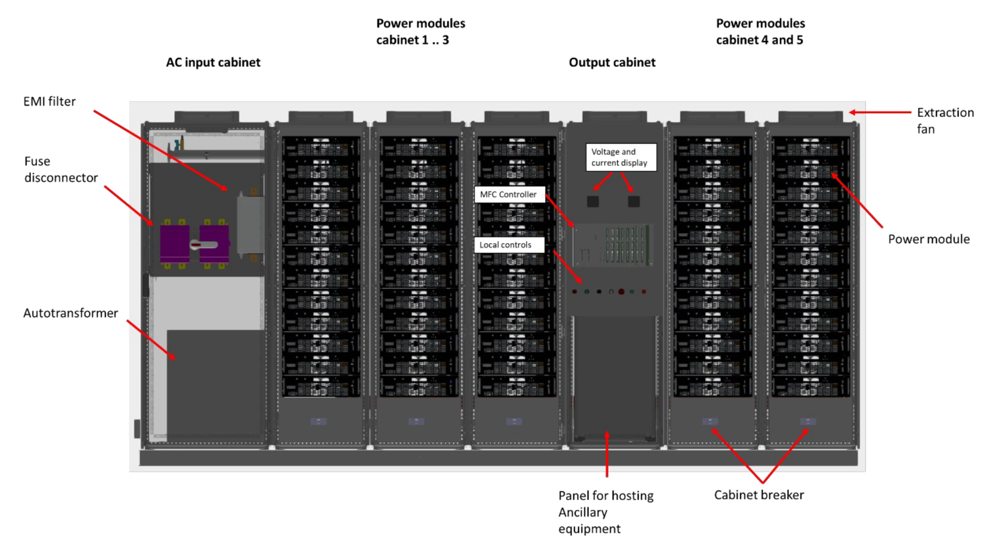 Power modules
cabinet 1 .. 3
Power modules
cabinet 4 and 5
AC input cabinet
Output cabinet
EMI filter
Extraction
fan
Fuse
disconnector
Voltage and
current display
MFC Controller
Power module
Local controls
Autotransformer
Panel for hosting
Ancillary
equipment
Cabinet breaker